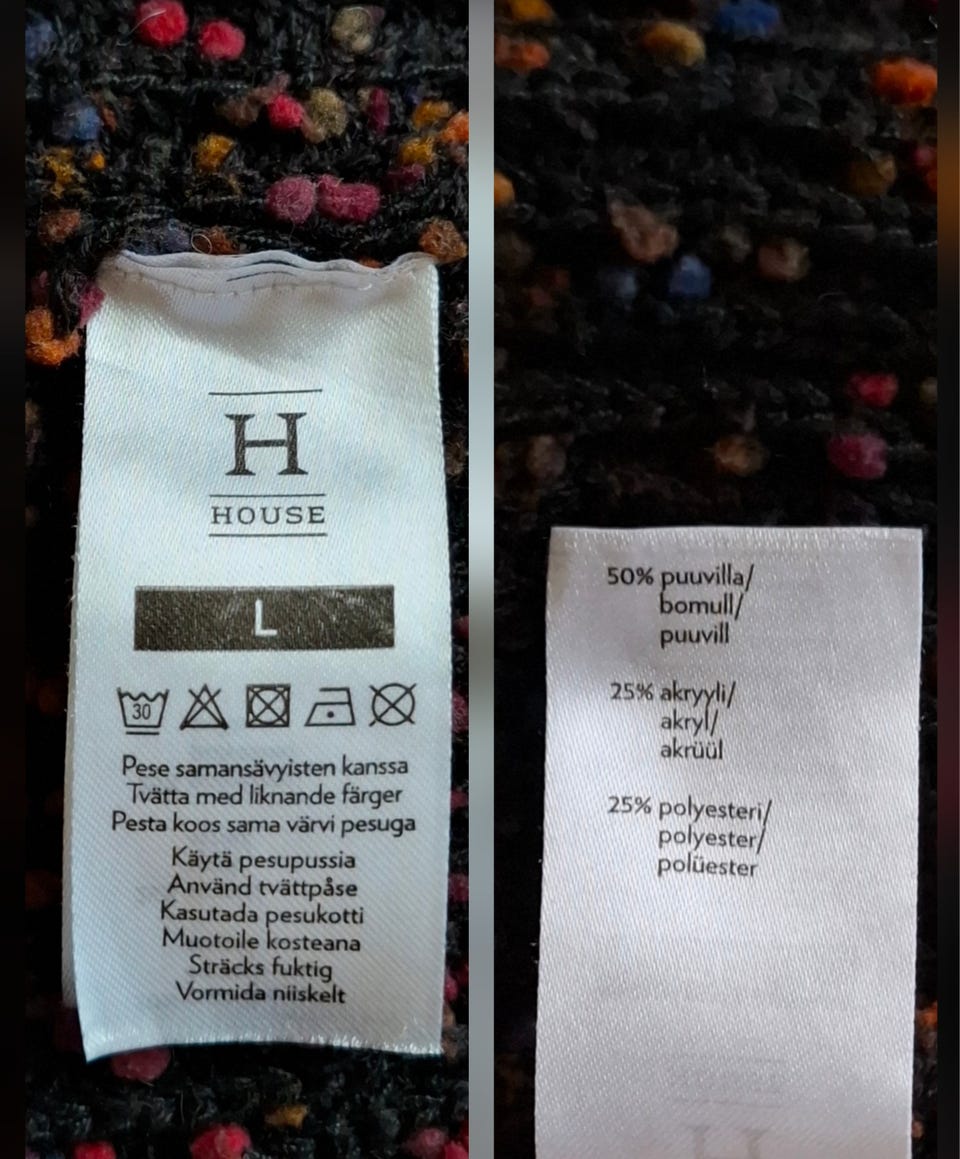 H
HOUSE
L
30
Pese samansävyisten kanssa
Tvätta med liknande färger
Pesta koos sama värvi pesuga
Käytä pesupussia
Använd tvättpåse
Kasutada pesukotti
Muotoile kosteana
Sträcks fuktig
Vormida niiskelt
50% puuvilla/
bomull/
puuvill
25% akryyli/
akryl/
akrüül
25% polyesteri/
polyester/
polüester